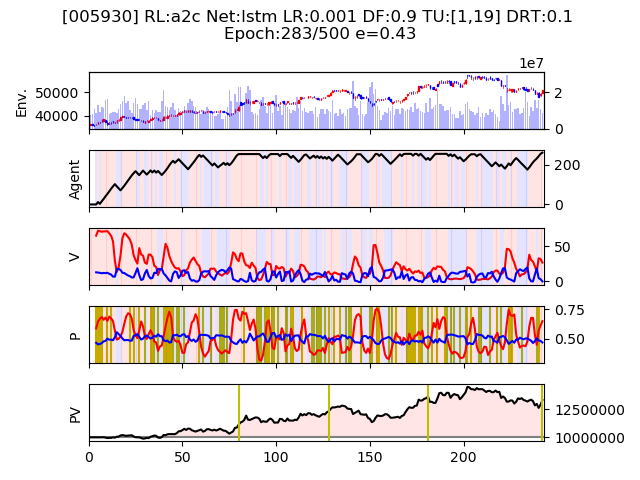 [005930] RL:a2c Net:lstm LR:0.001 DF:0.9 TU:[1,19] DRT:0.1
Epoch:283/500 e=0.43
1e7
Env.
50000
40000
2
0
Agent
200
0
V
50
0
P
0.75
0.50
PV
12500000
10000000
0 50 100 150 200